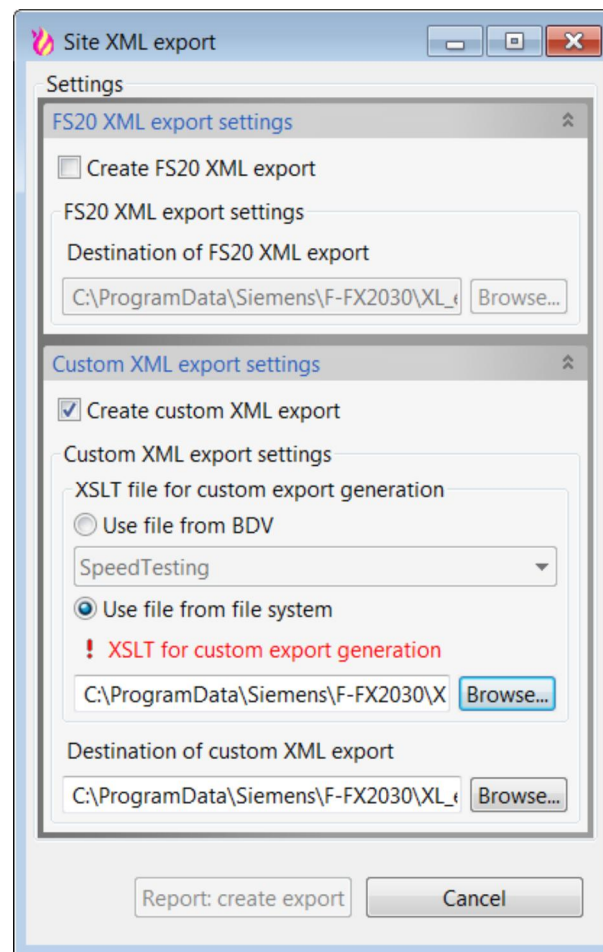 Site XML export
Settings
FS20 XML export settings
Create FS20 XML export
FS20 XML export settings
Destination of FS20 XML export
C:\ProgramData\Siemens\F-FX2030\XL_e
Browse...
Custom XML export settings
Create custom XML export
Custom XML export settings
XSLT file for custom export generation
Use file from BDV
SpeedTesting
Use file from file system
! XSLT for custom export generation
C:\ProgramData\Siemens\F-FX2030\X
Browse...
Destination of custom XML export
C:\ProgramData\Siemens\F-FX2030\XL_e
Browse...
Report: create export
Cancel